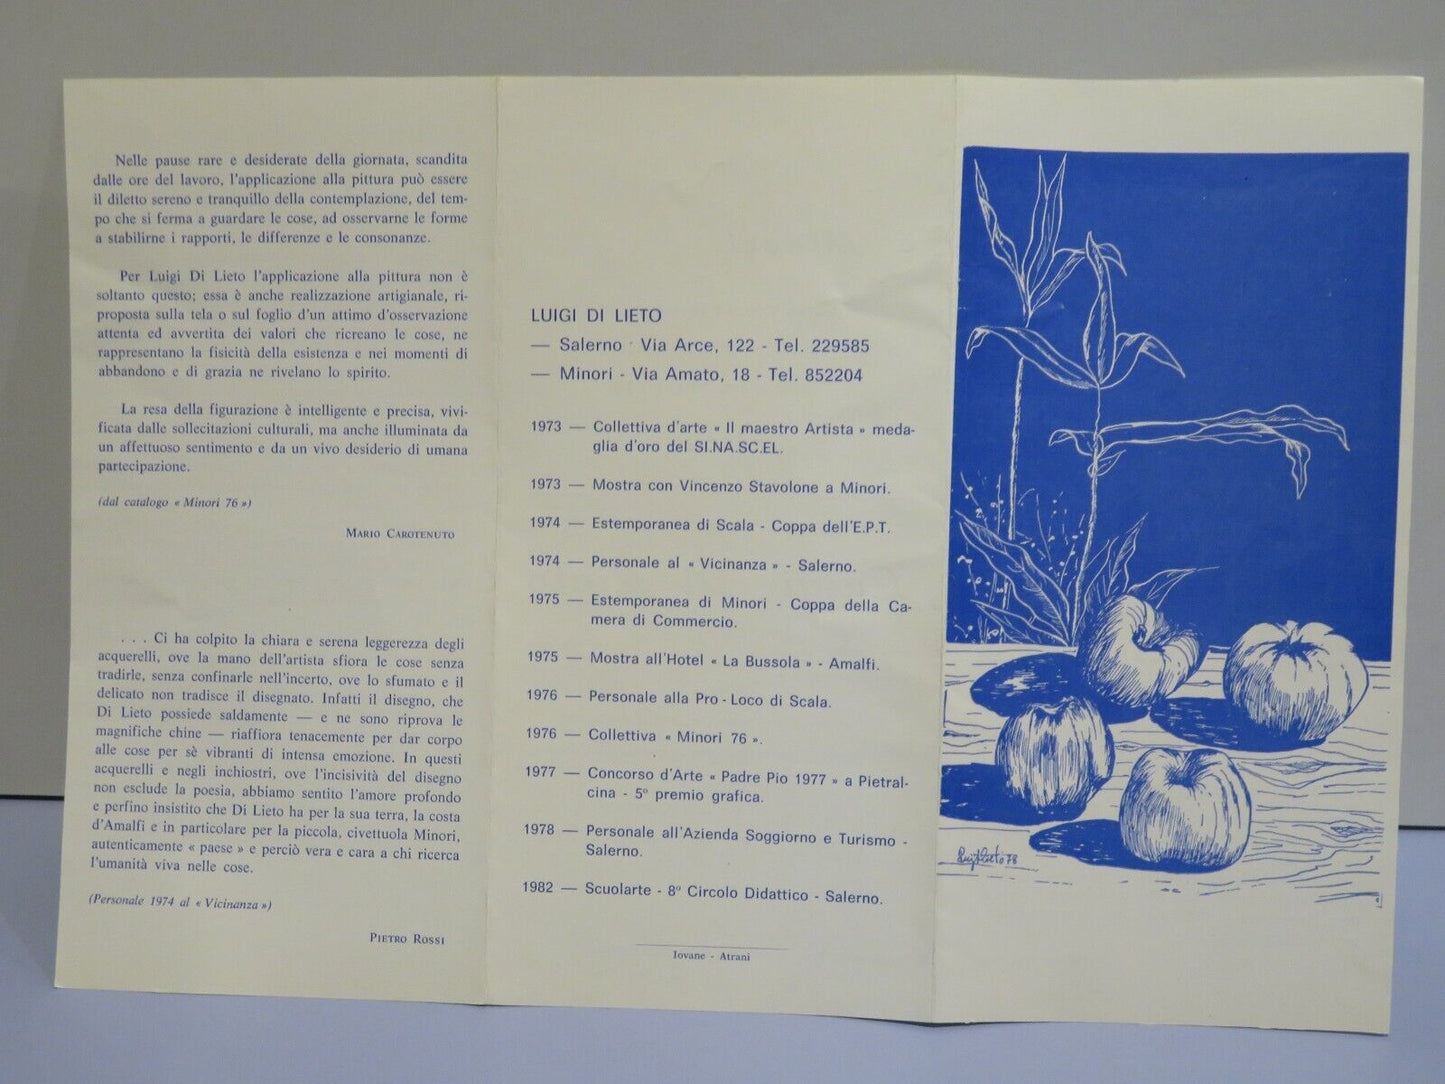 Nelle pause rare e desiderate della giornata, scandita
dalle ore del lavoro, l'applicazione alla pittura può essere
il diletto sereno e tranquillo della contemplazione, del tem-
po che si ferma a guardare le cose, ad osservarne le forme
a stabilirne i rapporti, le differenze e le consonanze.
Per Luigi Di Lieto l'applicazione alla pittura non è
soltanto questo; essa è anche realizzazione artigianale, ri-
proposta sulla tela o sul foglio d'un attimo d'osservazione
attenta ed avvertita dei valori che ricreano le cose, ne
rappresentano la fisicità della esistenza e nei momenti di
abbandono e di grazia ne rivelano lo spirito.
La resa della figurazione è intelligente e precisa, vivi-
ficata dalle sollecitazioni culturali, ma anche illuminata da
un affettuoso sentimento e da un vivo desiderio di umana
partecipazione.
(dal catalogo « Minori 76 »)
MARIO CAROTENUTO
. . . Ci ha colpito la chiara e serena leggerezza degli
acquerelli, ove la mano dell'artista sfiora le cose senza
tradirle, senza confinarle nell'incerto, ove lo sfumato e il
delicato non tradisce il disegnato. Infatti il disegno, che
Di Lieto possiede saldamente — e ne sono riprova le
magnifiche chine — riaffiora tenacemente per dar corpo
alle cose per sè vibranti di intensa emozione. In questi
acquerelli e negli inchiostri, ove l'incisività del disegno
non esclude la poesia, abbiamo sentito l'amore profondo
e perfino insistito che Di Lieto ha per la sua terra, la costa
d'Amalfi e in particolare per la piccola, civettuola Minori,
autenticamente « paese » e perciò vera e cara a chi ricerca
l'umanità viva nelle cose.
(Personale 1974 al « Vicinanza »)
PIETRO ROSSI
LUIGI DI LIETO
— Salerno - Via Arce, 122 - Tel. 229585
— Minori - Via Amato, 18 - Tel. 852204
1973 — Collettiva d'arte « Il maestro Artista » meda-
glia d'oro del SI.NA.SC.EL.
1973 — Mostra con Vincenzo Stavolone a Minori.
1974 — Estemporanea di Scala - Coppa dell'E.P.T.
1974 — Personale al « Vicinanza » - Salerno.
1975 — Estemporanea di Minori - Coppa della Ca-
mera di Commercio.
1975 — Mostra all'Hotel « La Bussola » - Amalfi.
1976 — Personale alla Pro - Loco di Scala.
1976 — Collettiva « Minori 76 ».
1977 — Concorso d'Arte « Padre Pio 1977 » a Pietral-
cina - 5º premio grafica.
1978 — Personale all'Azienda Soggiorno e Turismo -
Salerno.
1982 — Scuolarte - 8º Circolo Didattico - Salerno.
Iovane - Atrani
Luigi Di Lieto 78